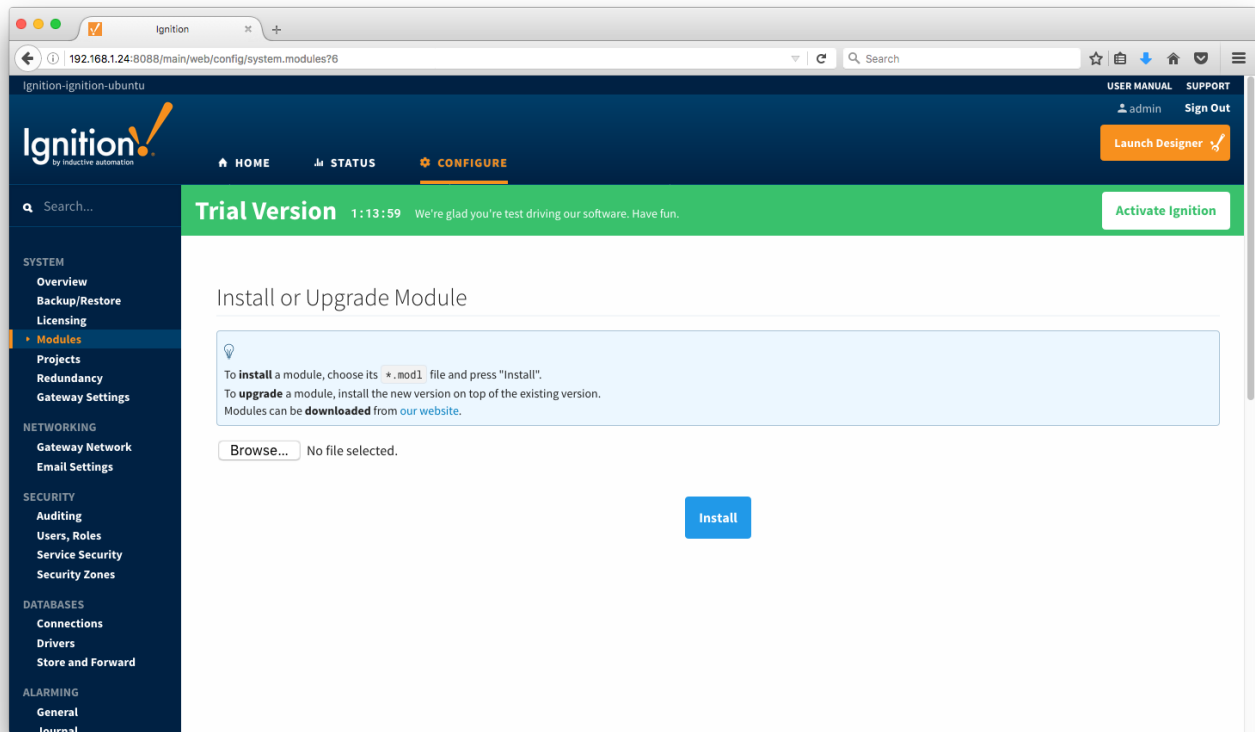 Ignition
192.168.1.24:8088/main/web/config/system.modules?6
Search
Ignition-ignition-ubuntu
USER MANUAL SUPPORT
admin Sign Out
Ignition!
by inductive automation
HOME STATUS CONFIGURE
Launch Designer
Search...
Trial Version 1:13:59 We're glad you're test driving our software. Have fun.
Activate Ignition
SYSTEM
Overview
Backup/Restore
Licensing
Modules
Projects
Redundancy
Gateway Settings
NETWORKING
Gateway Network
Email Settings
SECURITY
Auditing
Users, Roles
Service Security
Security Zones
DATABASES
Connections
Drivers
Store and Forward
ALARMING
General
Journal
Install or Upgrade Module
To install a module, choose its *.modl file and press "Install".
To upgrade a module, install the new version on top of the existing version.
Modules can be downloaded from our website.
Browse... No file selected.
Install